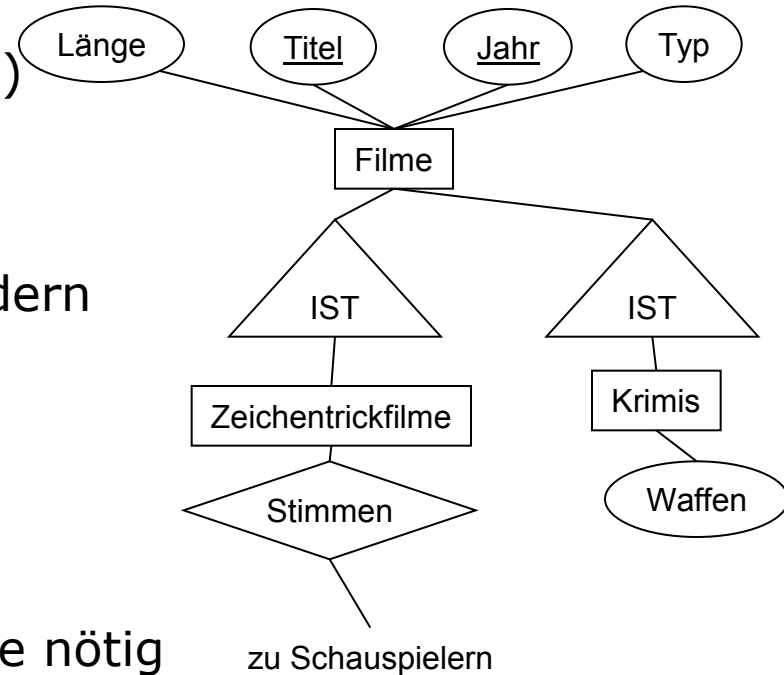 )
Länge Titel Jahr Typ
Filme
dern
IST IST
Zeichentrickfilme Krimis
Stimmen Waffen
e nötig zu Schauspielern